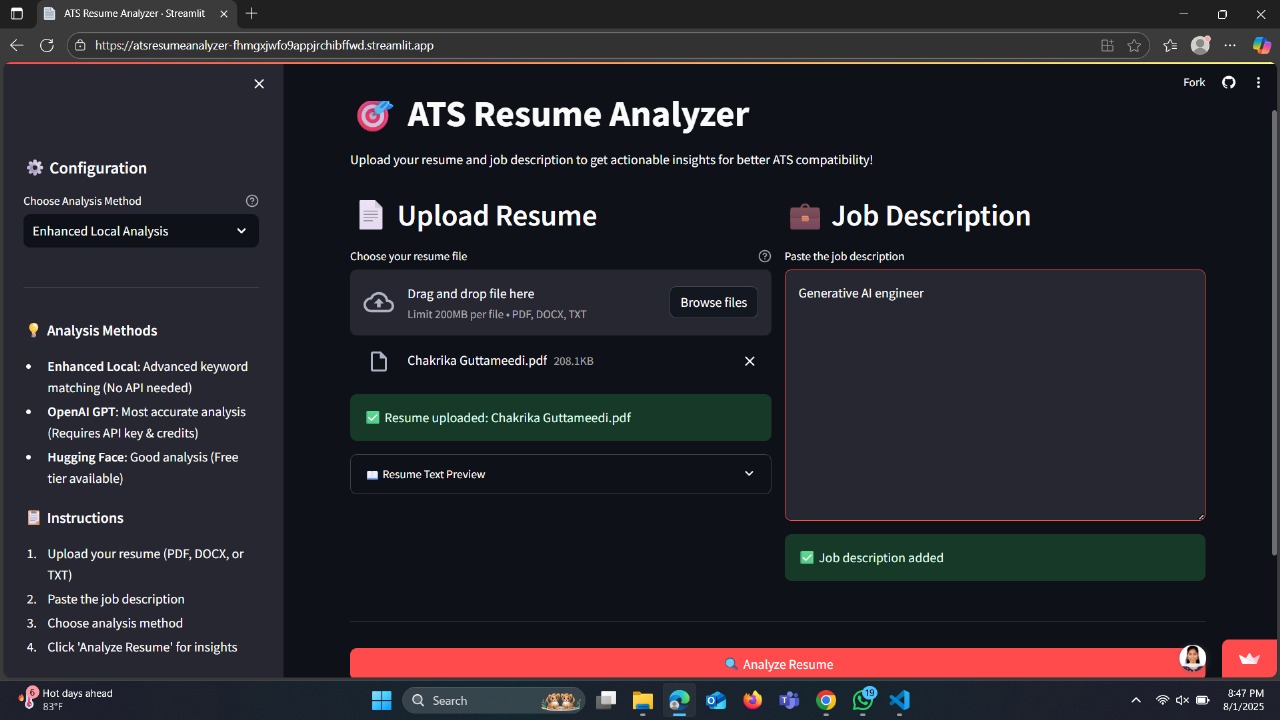 ATS Resume Analyzer · Streamlit
https://atsresumeanalyzer-fhmgxjwfo9appjrchibffwd.streamlit.app
Fork
Configuration
Choose Analysis Method
Enhanced Local Analysis
Analysis Methods
Enhanced Local: Advanced keyword
matching (No API needed)
OpenAI GPT: Most accurate analysis
(Requires API key & credits)
Hugging Face: Good analysis (Free
tier available)
Instructions
1. Upload your resume (PDF, DOCX, or
TXT)
2. Paste the job description
3. Choose analysis method
4. Click 'Analyze Resume' for insights
ATS Resume Analyzer
Upload your resume and job description to get actionable insights for better ATS compatibility!
Upload Resume
Choose your resume file
Drag and drop file here
Limit 200MB per file • PDF, DOCX, TXT
Browse files
Chakrika Guttameedi.pdf 208.1KB
Resume uploaded: Chakrika Guttameedi.pdf
Resume Text Preview
Job Description
Paste the job description
Generative AI engineer
Job description added
Analyze Resume
6
Hot days ahead
83°F
Search
19
8:47 PM
8/1/2025